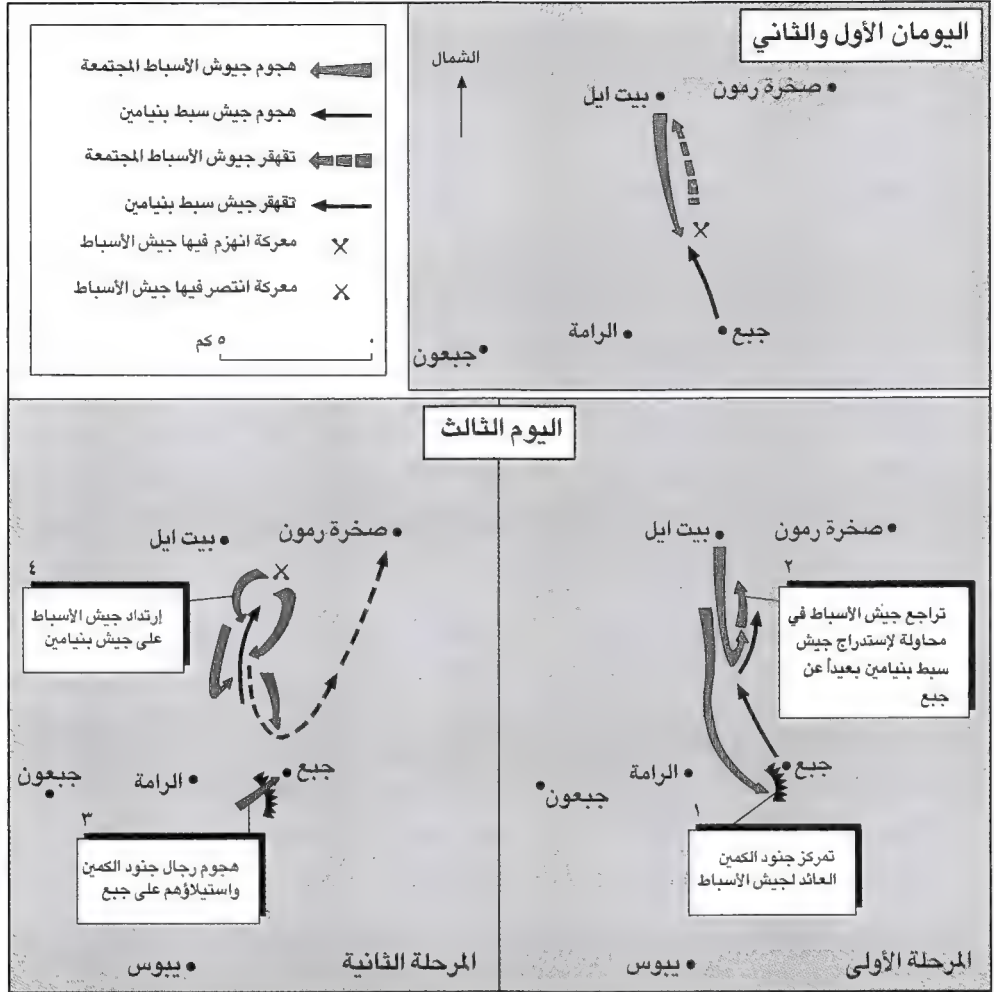 اليومان الأول والثاني
الشمال
صخرة رمون
بيت ايل
جبع
الرامة
جبعون
هجوم جيوش الأسباط المجتمعة
هجوم جيش سبط بنيامين
تقهقر جيوش الأسباط المجتمعة
تقهقر جيش سبط بنيامين
معركة انهزم فيها جيش الأسباط
معركة انتصر فيها جيش الأسباط
٠ ٥ كم
اليوم الثالث
صخرة رمون
بيت ايل
٢
تراجع جيش الأسباط في
محاولة لإستدراج جيش
سبط بنيامين بعيداً عن
جبع
جبع
الرامة
جبعون
١
تمركز جنود الكمين
العائد لجيش الأسباط
يبوس
المرحلة الأولى
صخرة رمون
بيت ايل
٤
إرتداد جيش الأسباط
على جيش بنيامين
جبع
الرامة
جبعون
٣
هجوم رجال جنود الكمين
واستيلاؤهم على جبع
يبوس
المرحلة الثانية